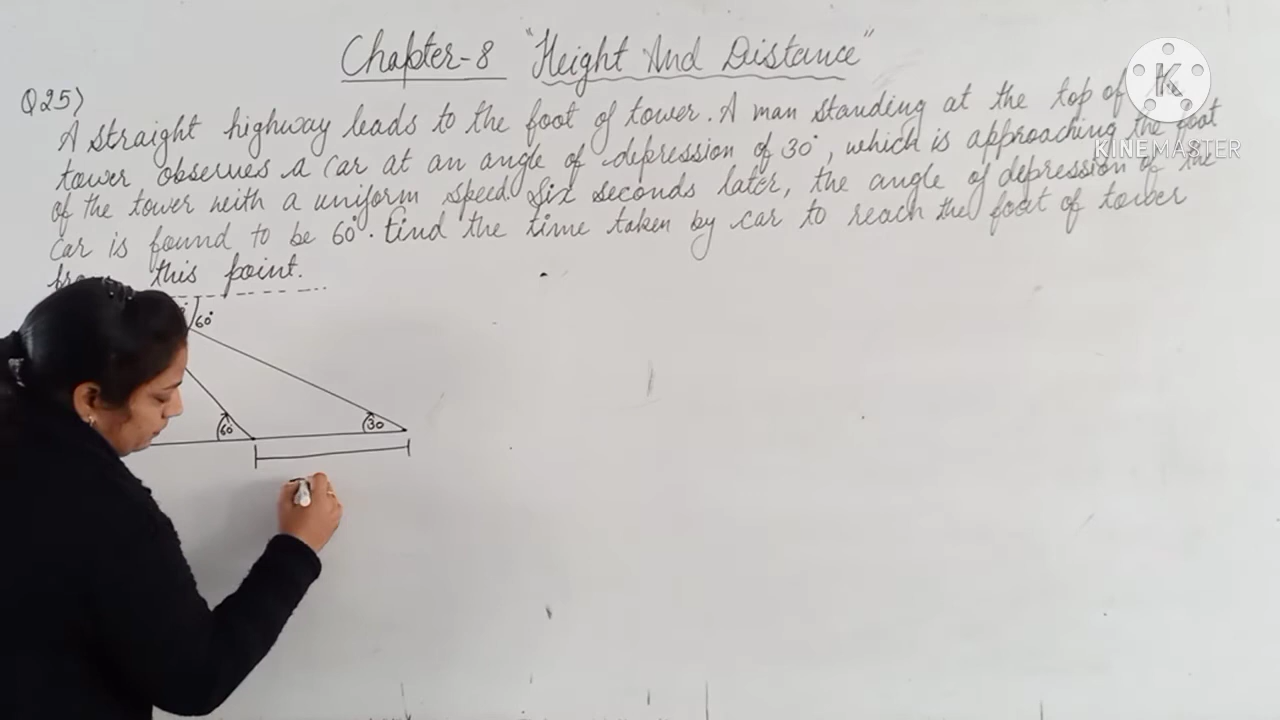 Chapter-8 "Height And Distance"
Q25)
A straight highway leads to the foot of tower. A man standing at the top of
tower observes a car at an angle of depression of 30°, which is approaching the foot
of the tower with a uniform speed. Six seconds later, the angle of depression of the
car is found to be 60°. Find the time taken by car to reach the foot of tower
this point.
60°
60
30
K
KINEMASTER